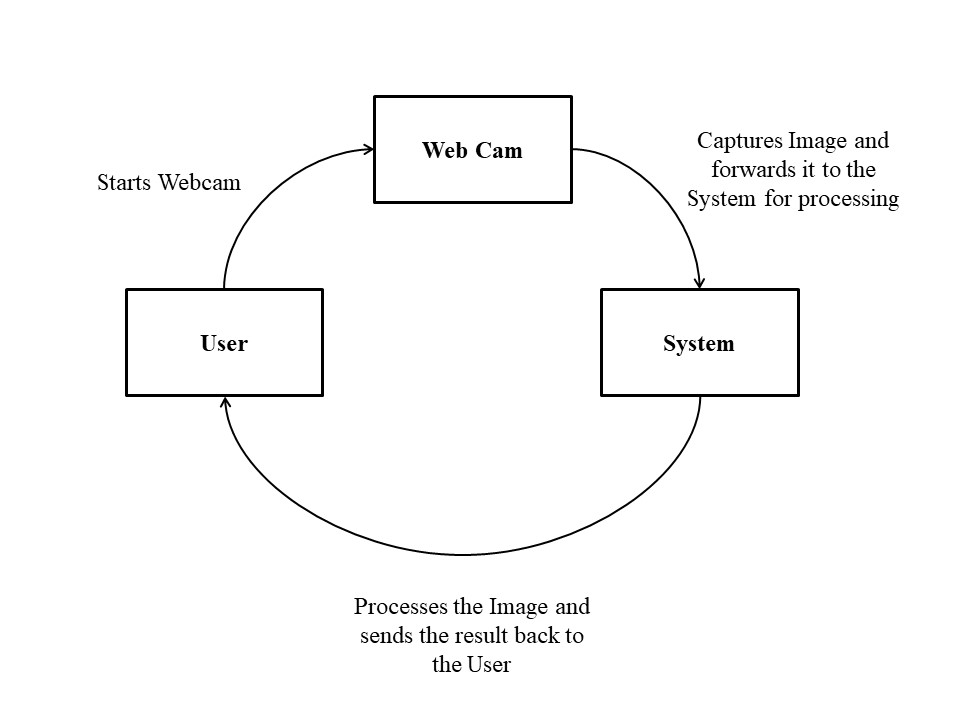 Web Cam
Captures Image and
forwards it to the
System for processing
Starts Webcam
User
System
Processes the Image and
sends the result back to
the User